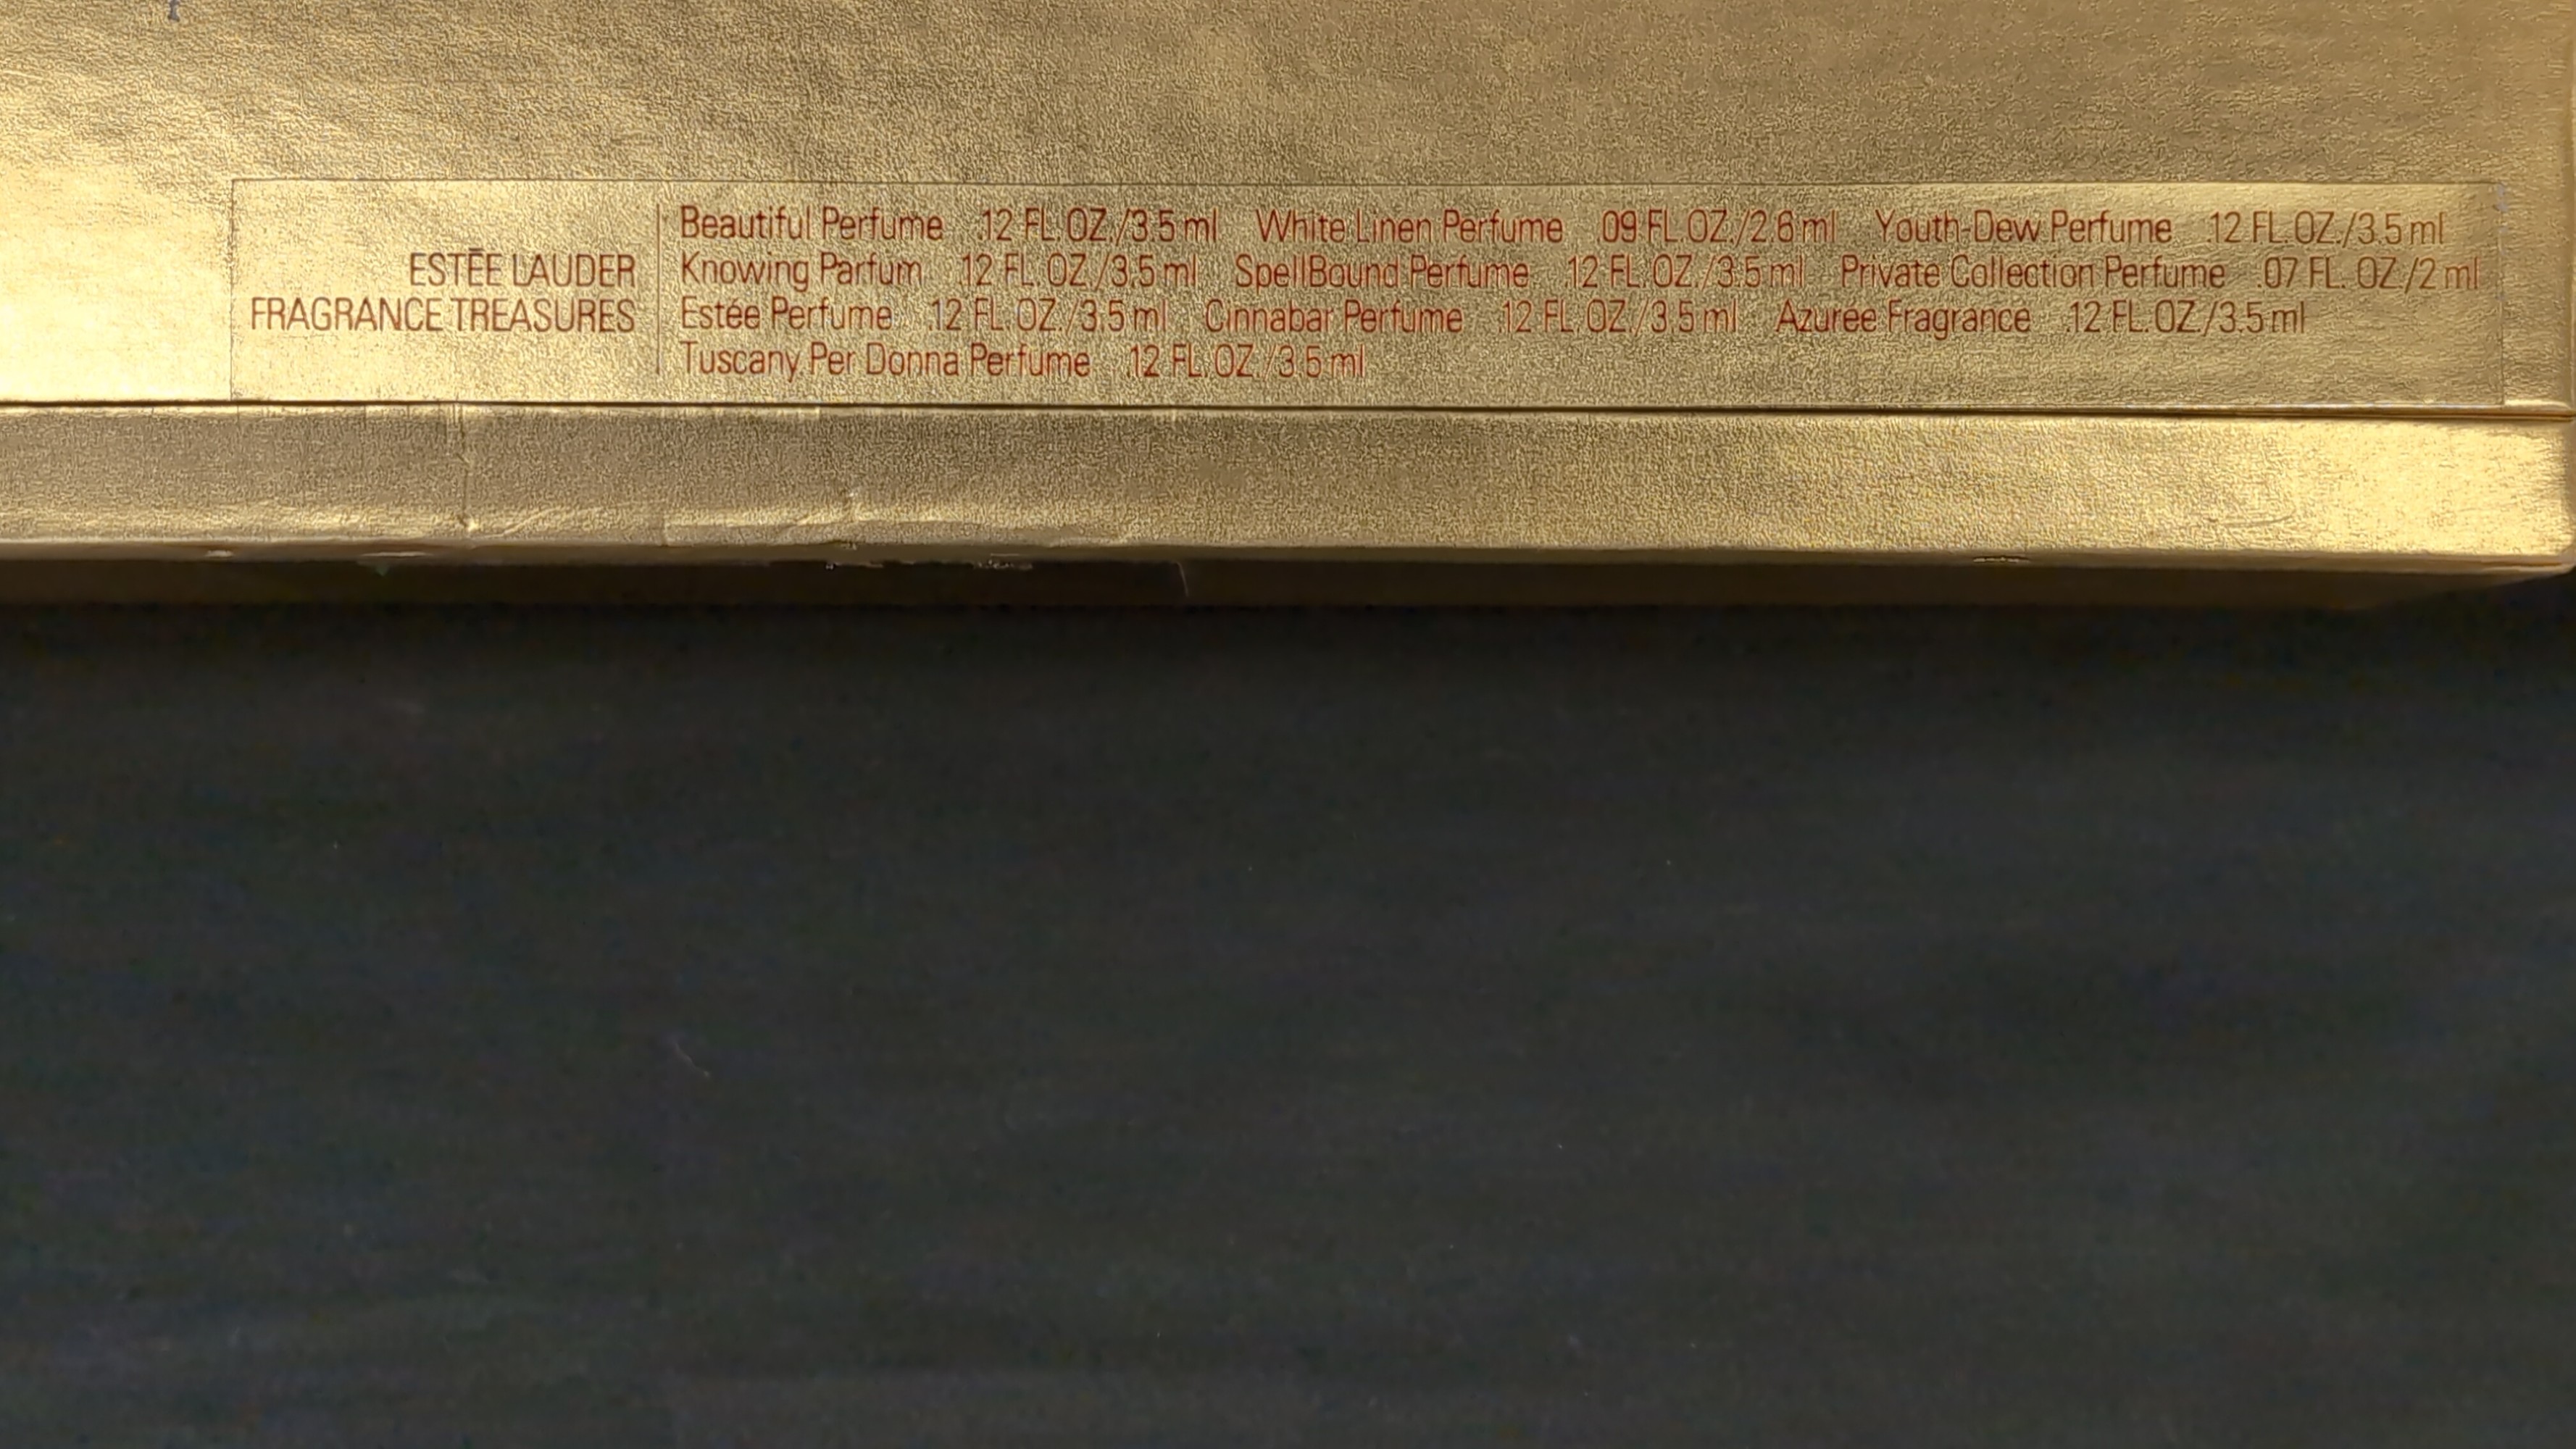 ESTĒE LAUDER
FRAGRANCE TREASURES
Beautiful Perfume .12 FL.OZ./3.5 ml White Linen Perfume .09 FL.OZ./2.6 ml Youth-Dew Perfume .12 FL.OZ./3.5 ml
Knowing Parfum .12 FL.OZ./3.5 ml SpellBound Perfume .12 FL.OZ./3.5 ml Private Collection Perfume .07 FL. OZ./2 ml
Estée Perfume .12 FL.OZ./3.5 ml Cinnabar Perfume .12 FL.OZ./3.5 ml Azurée Fragrance .12 FL.OZ./3.5 ml
Tuscany Per Donna Perfume .12 FL.OZ./3.5 ml